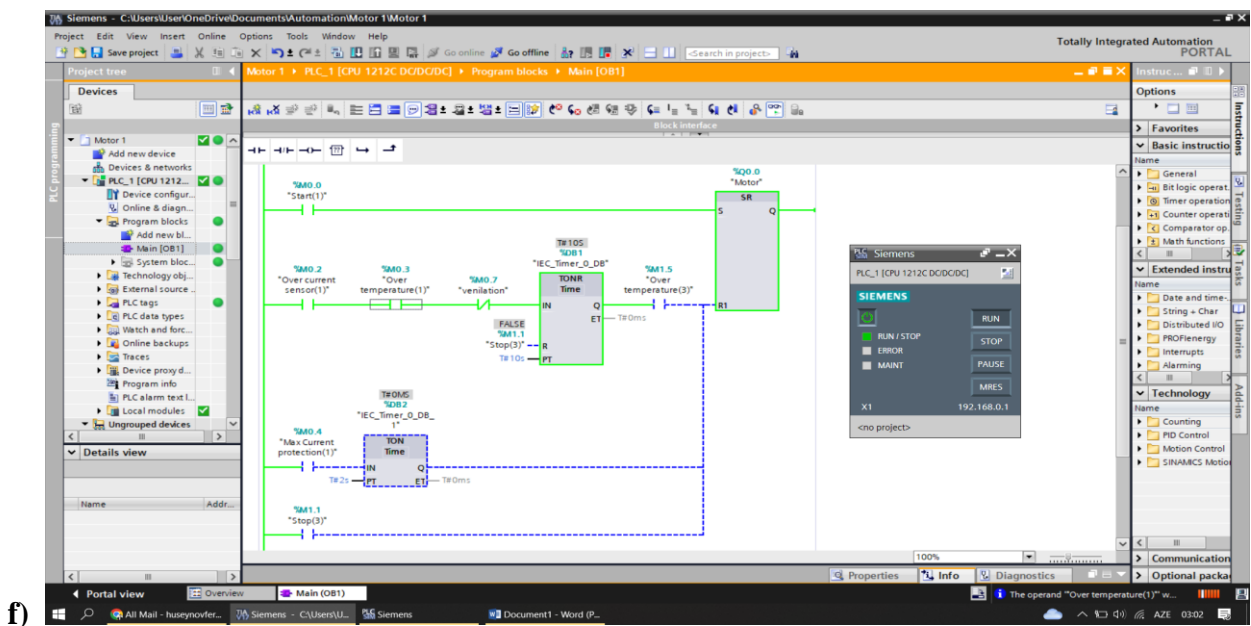 Siemens - C:\Users\User\OneDrive\Documents\Automation\Motor 1\Motor 1
Project Edit View Insert Online Options Tools Window Help
Totally Integrated Automation
PORTAL
Save project
Go online
Go offline
<Search in project>
Project tree
Motor 1 PLC_1 [CPU 1212C DC/DC/DC] Program blocks Main [OB1]
Instruc...
Devices
Options
Block interface
PLC programming
Motor 1
Add new device
Devices & networks
PLC_1 [CPU 1212...
Device configur...
Online & diagn...
Program blocks
Add new bl...
Main [OB1]
System bloc...
Technology obj...
External source ..
PLC tags
PLC data types
Watch and forc...
Online backups
Traces
Device proxy d...
Program info
PLC alarm text l...
Local modules
Ungrouped devices
Details view
Name Addr...
%M0.0
"Start(1)"
%Q0.0
"Motor"
SR
S Q
R1
%M0.2
"Over current
sensor(1)"
%M0.3
"Over
temperature(1)"
%M0.7
"venilation"
T#10S
%DB1
"IEC_Timer_0_DB"
TONR
Time
IN Q
ET T#0ms
FALSE
%M1.1
"Stop(3)" R
T#10s PT
%M1.5
"Over
temperature(3)"
T#0MS
%DB2
"IEC_Timer_0_DB_
1"
TON
Time
%M0.4
"Max Current
protection(1)"
IN Q
T#2s PT ET T#0ms
%M1.1
"Stop(3)"
Siemens
PLC_1 [CPU 1212C DC/DC/DC]
SIEMENS
RUN / STOP
ERROR
MAINT
RUN
STOP
PAUSE
MRES
X1 192.168.0.1
<no project>
100%
Favorites
Basic instructio
Name
General
Bit logic operat.
Timer operation
Counter operati
Comparator op.
Math functions
Extended instru
Name
Date and time-.
String + Char
Distributed I/O
PROFIenergy
Interrupts
Alarming
Technology
Name
Counting
PID Control
Motion Control
SINAMICS Motio
Communication
Optional packa
Instructions
Testing
Tasks
Libraries
Add-ins
Properties
Info
Diagnostics
Portal view
Overview
Main (OB1)
The operand '"Over temperature(1)"' w...
f)
All Mail - huseynovfer...
Siemens - C:\Users\U...
Siemens
Document1 - Word (P...
AZE 03:02